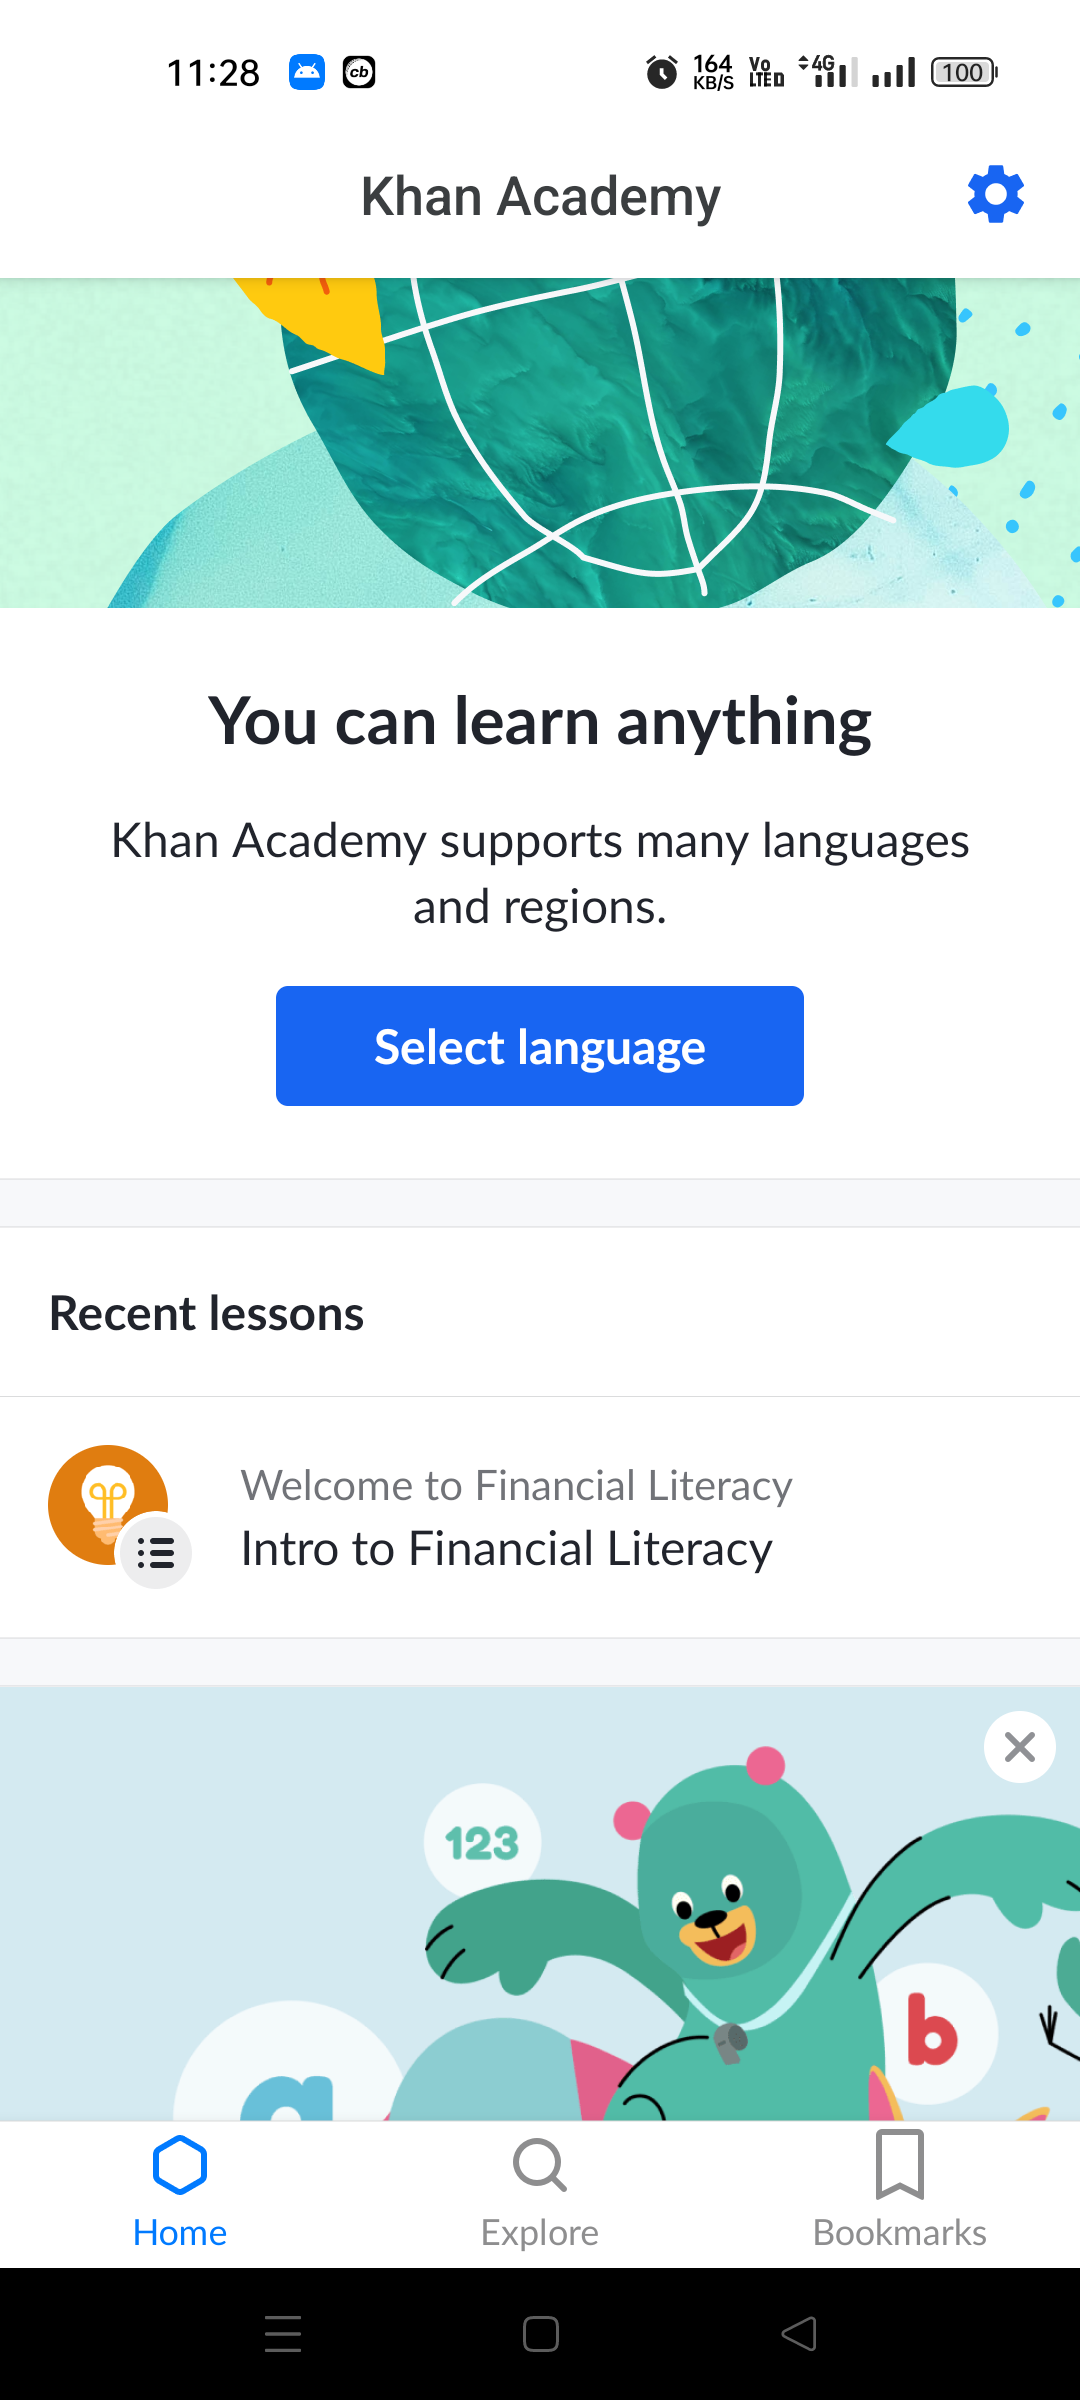 11:28 cb 164 KB/S Vo LTE D 4G 100
Khan Academy
You can learn anything
Khan Academy supports many languages
and regions.
Select language
Recent lessons
Welcome to Financial Literacy
Intro to Financial Literacy
123
b
a
Home Explore Bookmarks